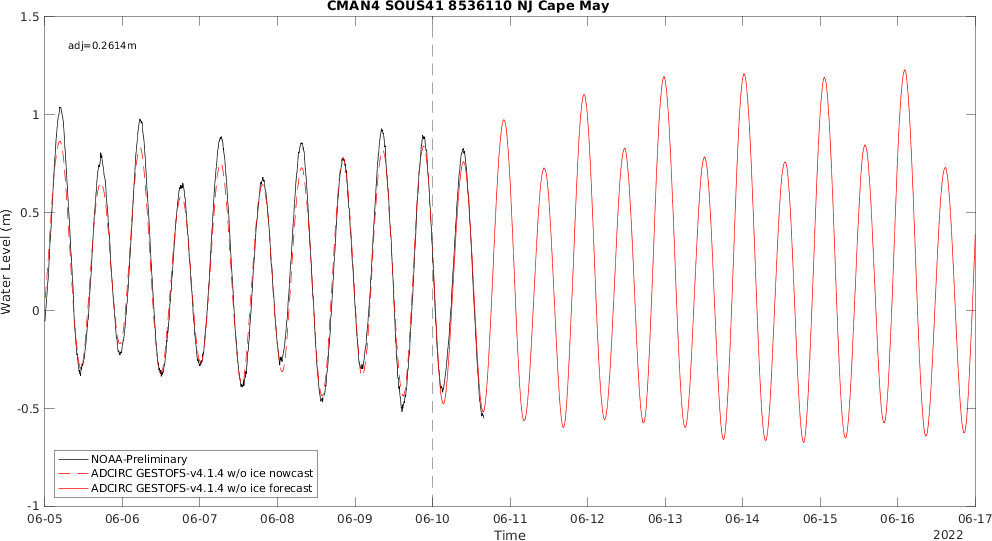 CMAN4 SOUS41 8536110 NJ Cape May
adj=0.2614m
1.5
1
0.5
0
-0.5
-1
Water Level (m)
NOAA-Preliminary
ADCIRC GESTOFS-v4.1.4 w/o ice nowcast
ADCIRC GESTOFS-v4.1.4 w/o ice forecast
06-05 06-06 06-07 06-08 06-09 06-10 06-11 06-12 06-13 06-14 06-15 06-16 06-17
Time
2022